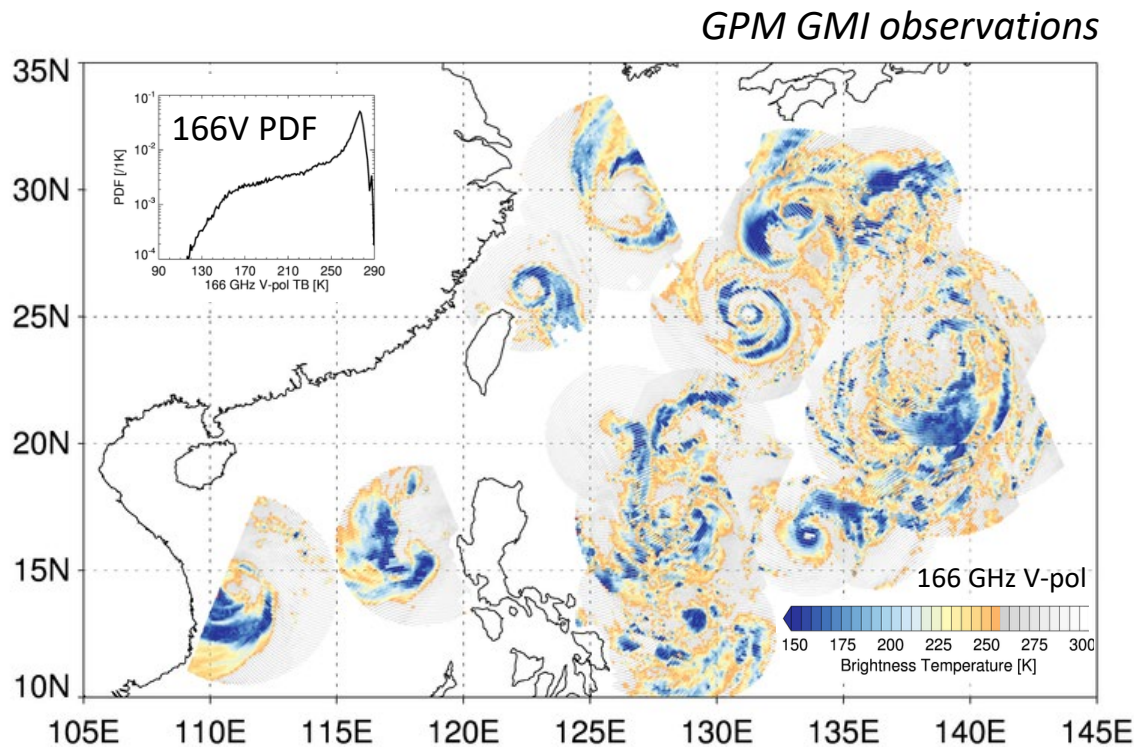 GPM GMI observations
35N
30N
25N
20N
15N
10N
10-1
10-2
10-3
10-4
PDF [/1K]
166V PDF
90 130 170 210 250 290
166 GHz V-pol TB [K]
166 GHz V-pol
150 175 200 225 250 275 300
Brightness Temperature [K]
105E 110E 115E 120E 125E 130E 135E 140E 145E